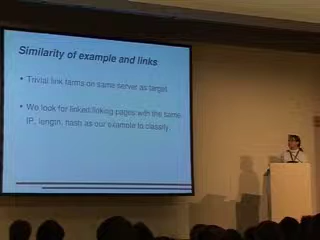 Similarity of example and links
• Trivial link farms on same server as target.
• We look for linked/linking pages with the same
IP, length, hash as our example to classify.